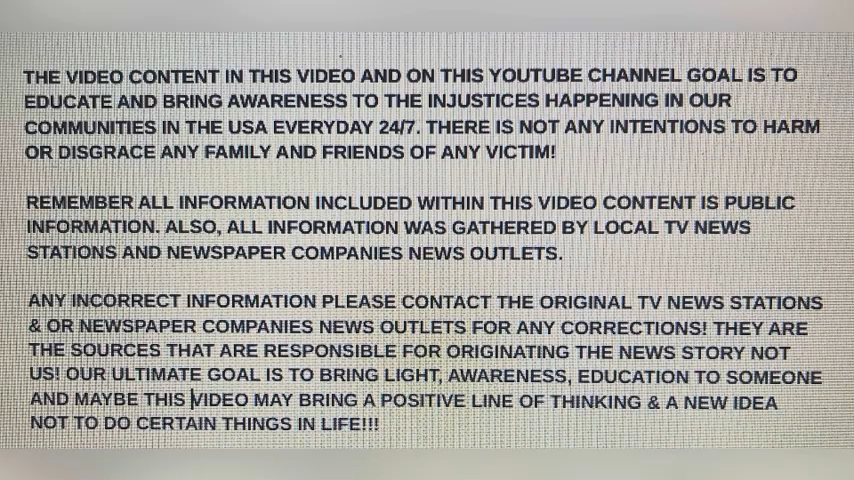 THE VIDEO CONTENT IN THIS VIDEO AND ON THIS YOUTUBE CHANNEL GOAL IS TO
EDUCATE AND BRING AWARENESS TO THE INJUSTICES HAPPENING IN OUR
COMMUNITIES IN THE USA EVERYDAY 24/7. THERE IS NOT ANY INTENTIONS TO HARM
OR DISGRACE ANY FAMILY AND FRIENDS OF ANY VICTIM!
REMEMBER ALL INFORMATION INCLUDED WITHIN THIS VIDEO CONTENT IS PUBLIC
INFORMATION. ALSO, ALL INFORMATION WAS GATHERED BY LOCAL TV NEWS
STATIONS AND NEWSPAPER COMPANIES NEWS OUTLETS.
ANY INCORRECT INFORMATION PLEASE CONTACT THE ORIGINAL TV NEWS STATIONS
& OR NEWSPAPER COMPANIES NEWS OUTLETS FOR ANY CORRECTIONS! THEY ARE
THE SOURCES THAT ARE RESPONSIBLE FOR ORIGINATING THE NEWS STORY NOT
US! OUR ULTIMATE GOAL IS TO BRING LIGHT, AWARENESS, EDUCATION TO SOMEONE
AND MAYBE THIS VIDEO MAY BRING A POSITIVE LINE OF THINKING & A NEW IDEA
NOT TO DO CERTAIN THINGS IN LIFE!!!